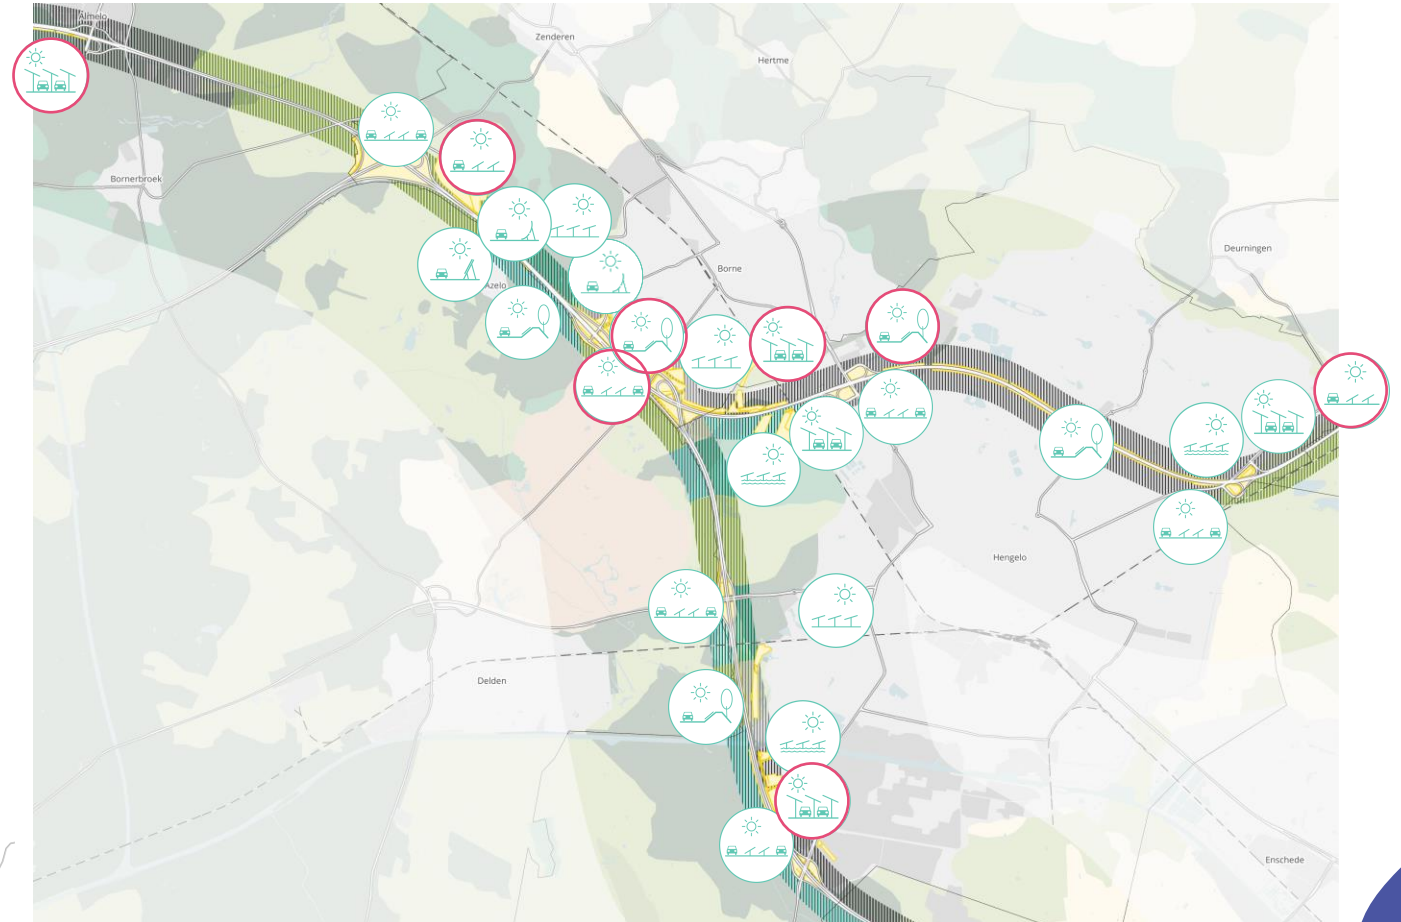 Almelo
Zenderen
Hertme
Bornerbroek
Deurningen
Borne
Azelo
Hengelo
Delden
Enschede